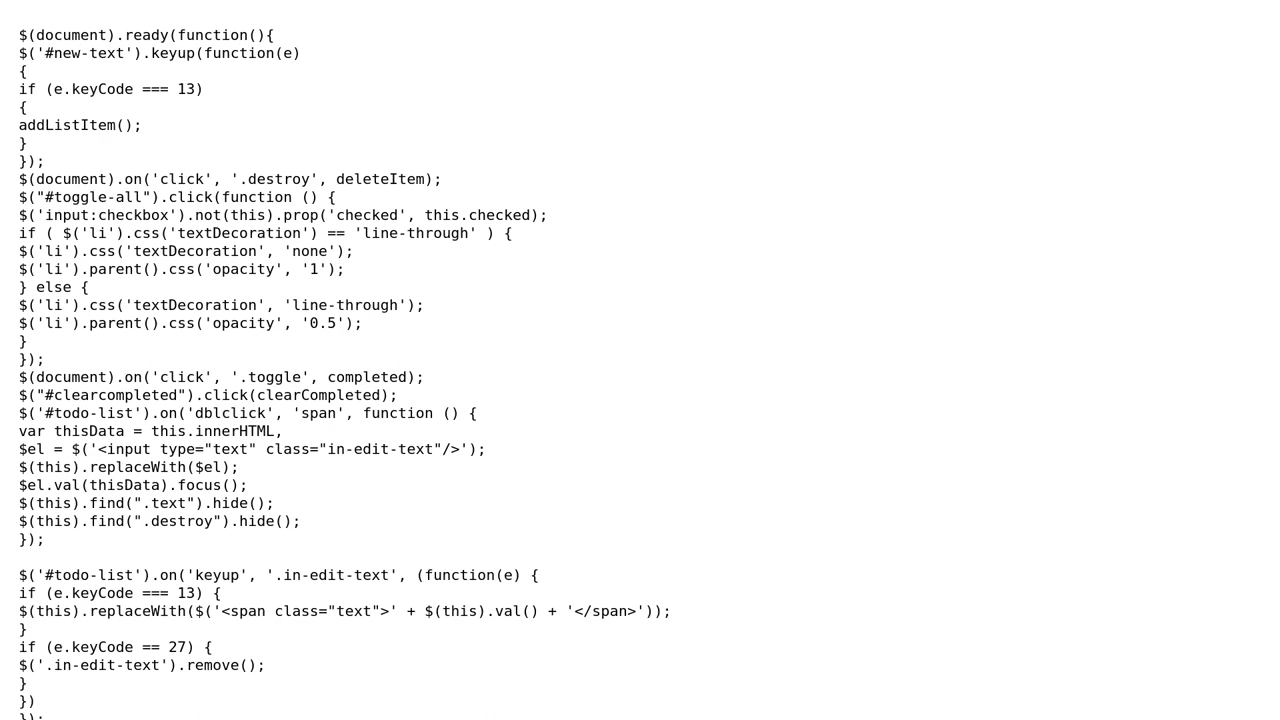 $(document).ready(function(){
$('#new-text').keyup(function(e)
{
if (e.keyCode === 13)
{
addListItem();
}
});
$(document).on('click', '.destroy', deleteItem);
$("#toggle-all").click(function () {
$('input:checkbox').not(this).prop('checked', this.checked);
if ( $('li').css('textDecoration') == 'line-through' ) {
$('li').css('textDecoration', 'none');
$('li').parent().css('opacity', '1');
} else {
$('li').css('textDecoration', 'line-through');
$('li').parent().css('opacity', '0.5');
}
});
$(document).on('click', '.toggle', completed);
$("#clearcompleted").click(clearCompleted);
$('#todo-list').on('dblclick', 'span', function () {
var thisData = this.innerHTML,
$el = $('<input type="text" class="in-edit-text"/>');
$(this).replaceWith($el);
$el.val(thisData).focus();
$(this).find(".text").hide();
$(this).find(".destroy").hide();
});

$('#todo-list').on('keyup', '.in-edit-text', (function(e) {
if (e.keyCode === 13) {
$(this).replaceWith($('<span class="text">' + $(this).val() + '</span>'));
}
if (e.keyCode == 27) {
$('.in-edit-text').remove();
}
})
});